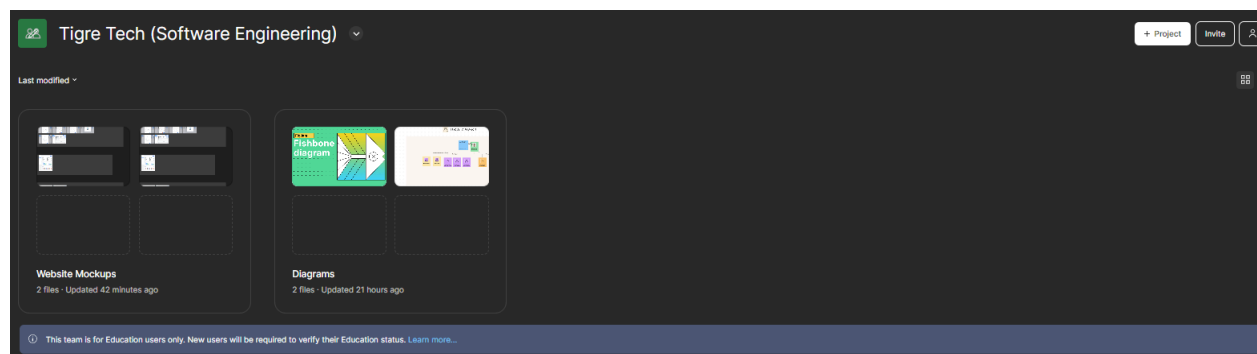 Tigre Tech (Software Engineering)
+ Project
Invite
Last modified
Fishbone
diagram
Website Mockups
2 files · Updated 42 minutes ago
Diagrams
2 files · Updated 21 hours ago
This team is for Education users only. New users will be required to verify their Education status. Learn more...